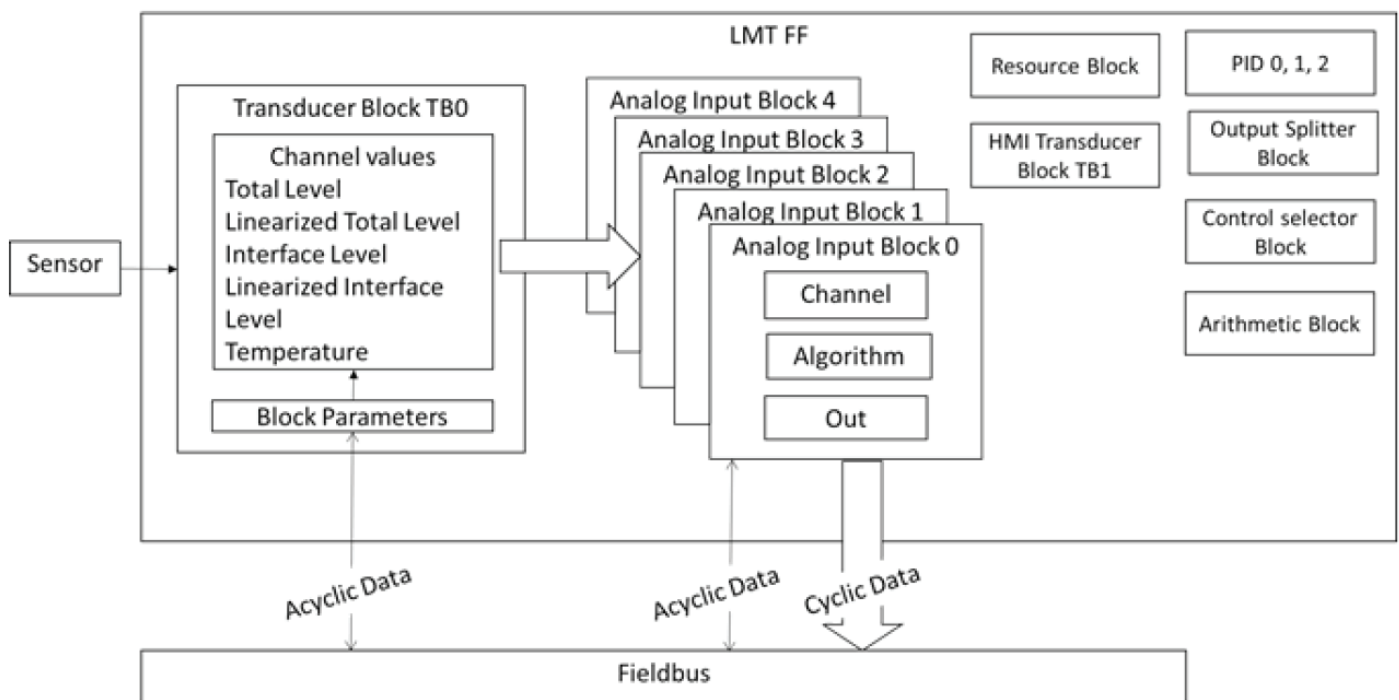 LMT FF
Transducer Block TB0
Channel values
Total Level
Linearized Total Level
Interface Level
Linearized Interface
Level
Temperature
Block Parameters
Sensor
Analog Input Block 4
Analog Input Block 3
Analog Input Block 2
Analog Input Block 1
Analog Input Block 0
Channel
Algorithm
Out
Resource Block
HMI Transducer
Block TB1
PID 0, 1, 2
Output Splitter
Block
Control selector
Block
Arithmetic Block
Acyclic Data
Acyclic Data
Cyclic Data
Fieldbus